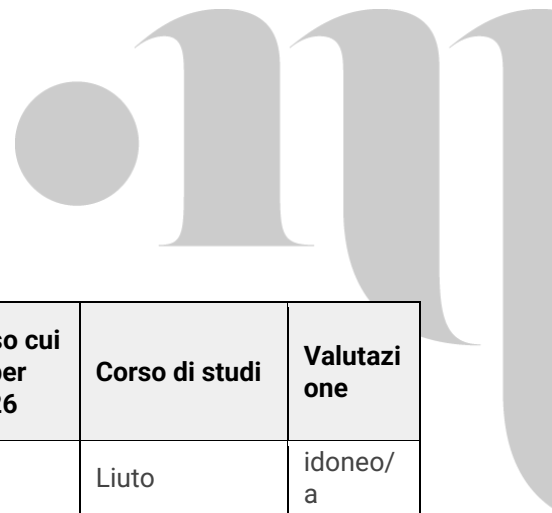 so cui
per
26
Corso di studi
Valutazi
one
Liuto
idoneo/
a